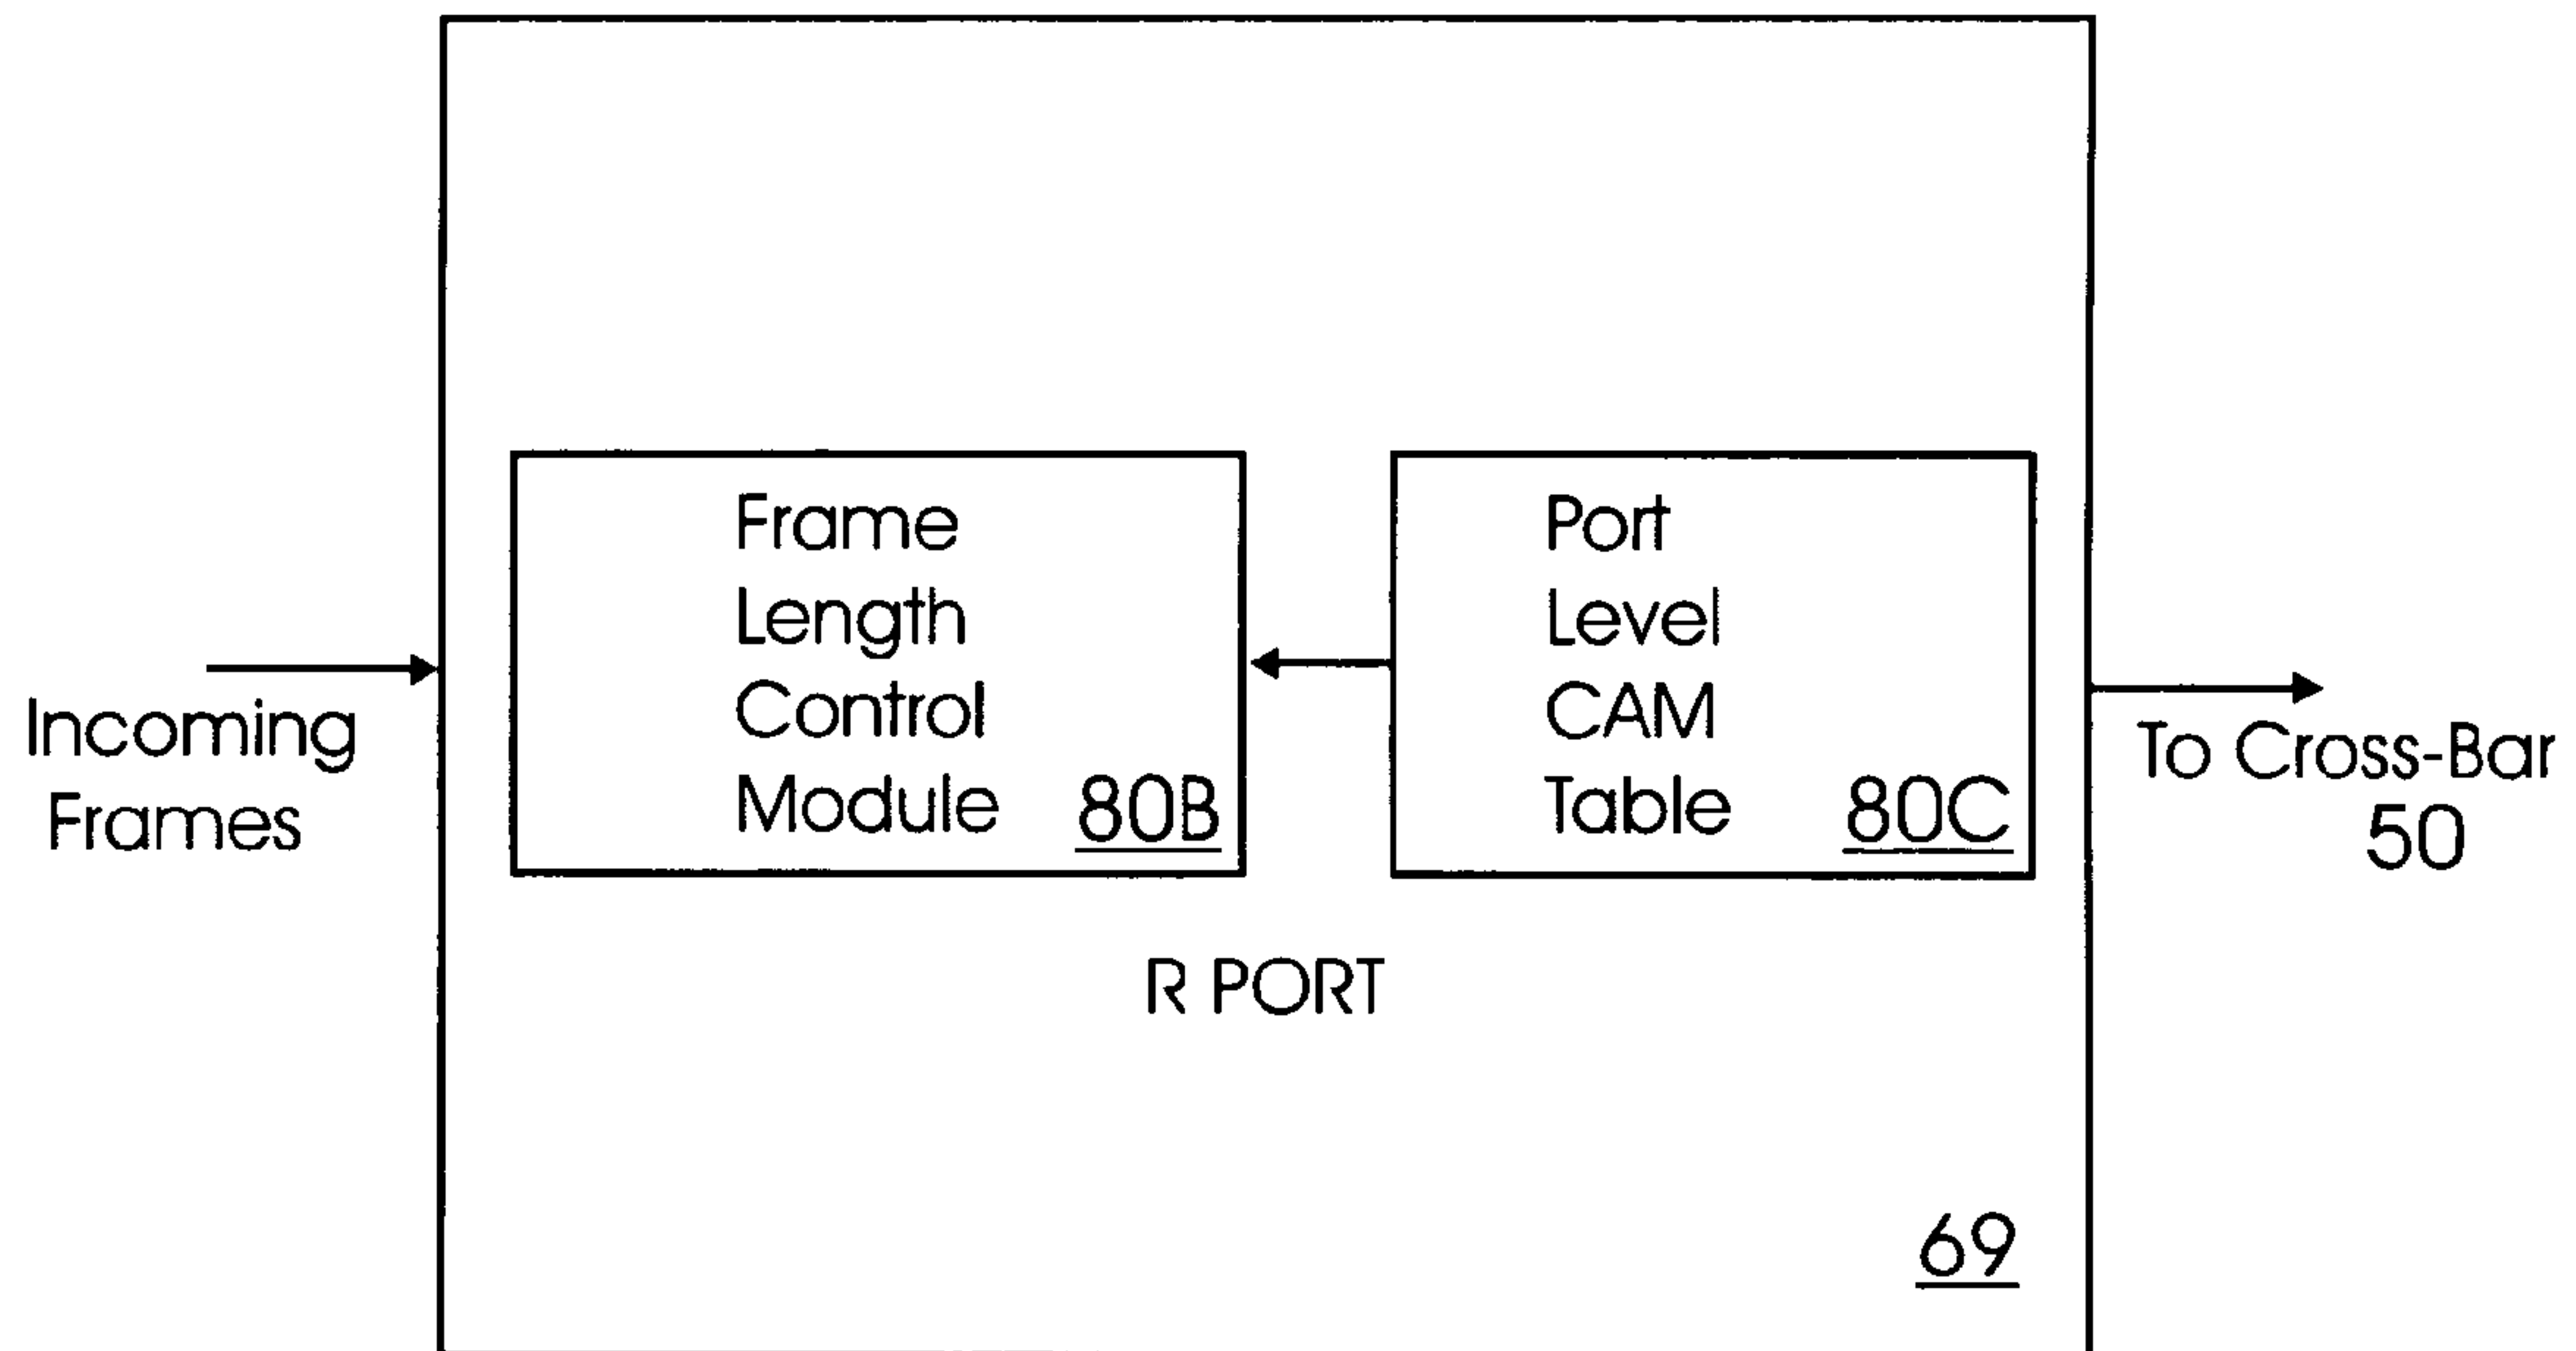 Incoming
Frames
Frame
Length
Control
Module 80B
Port
Level
CAM
Table 80C
To Cross-Bar
50
R PORT
69